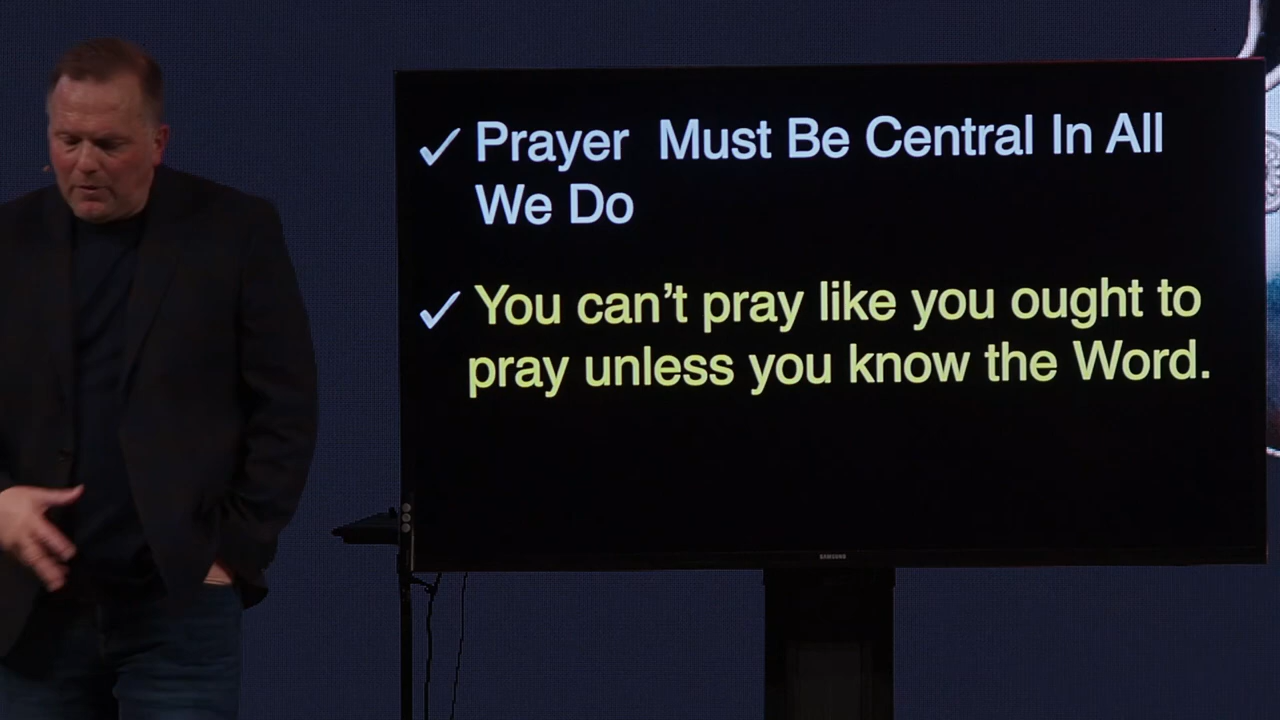 ✓ Prayer  Must Be Central In All
We Do
✓ You can't pray like you ought to
pray unless you know the Word.
SAMSUNG